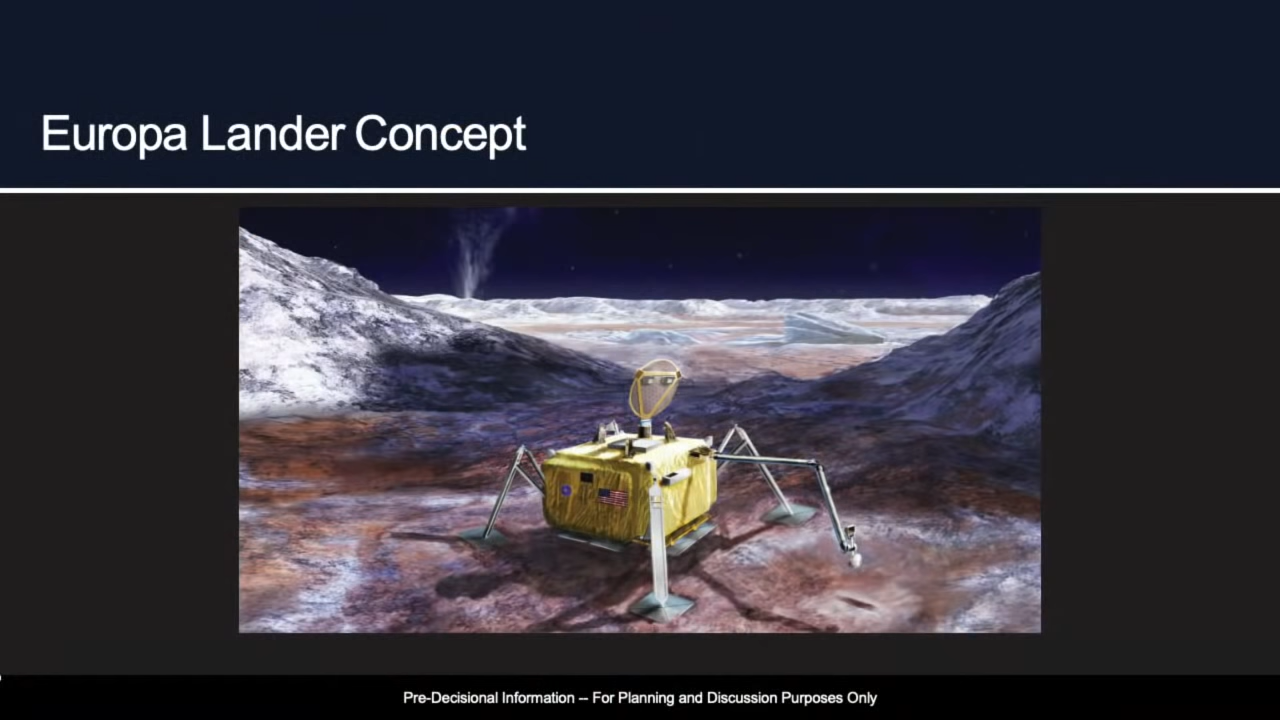 Europa Lander Concept
Pre-Decisional Information -- For Planning and Discussion Purposes Only